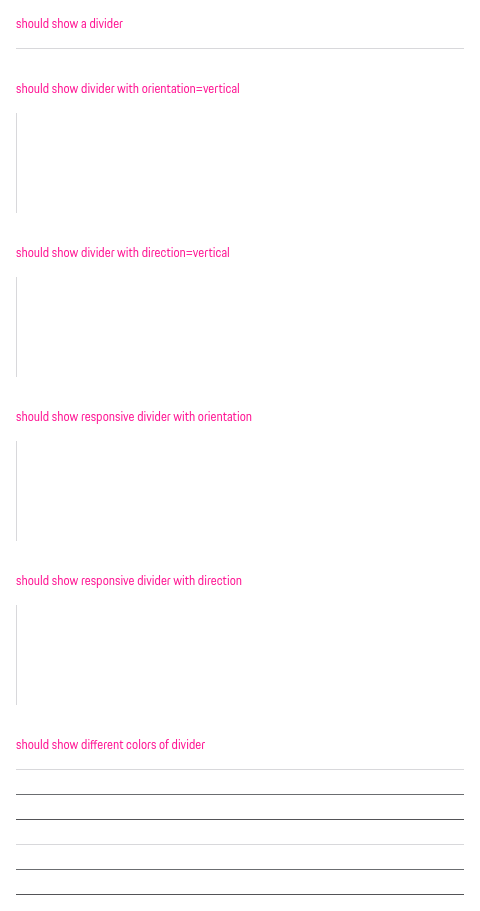 should show a divider
should show divider with orientation=vertical
should show divider with direction=vertical
should show responsive divider with orientation
should show responsive divider with direction
should show different colors of divider